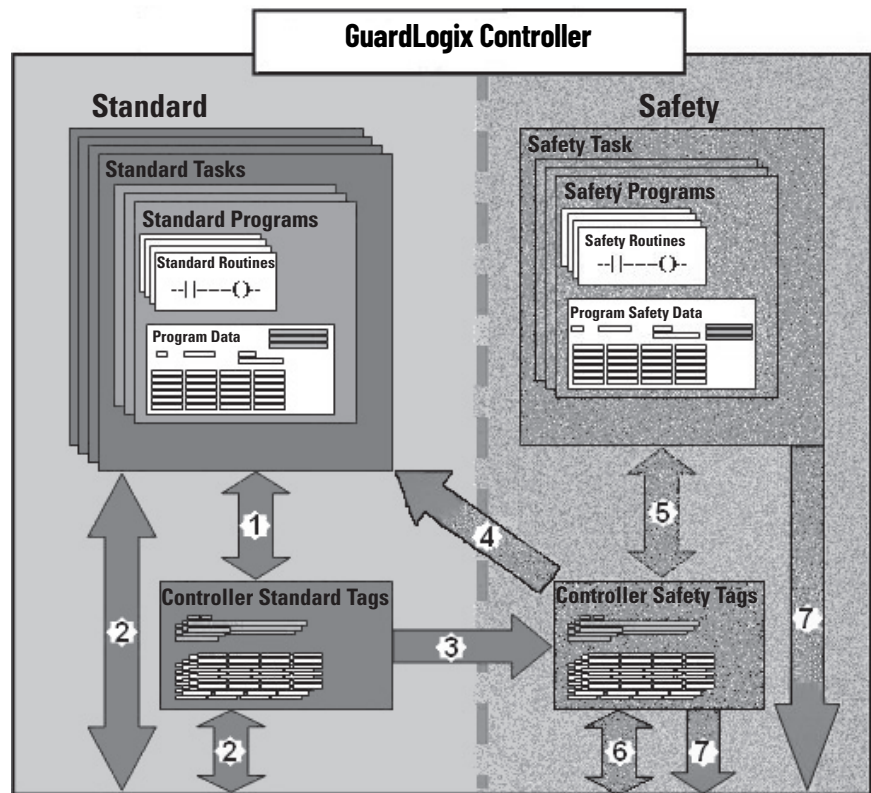 GuardLogix Controller
Standard
Safety
Standard Tasks
Safety Task
Standard Programs
Safety Programs
Standard Routines
Safety Routines
Program Data
Program Safety Data
1
5
4
2
Controller Standard Tags
Controller Safety Tags
7
3
2
6
7